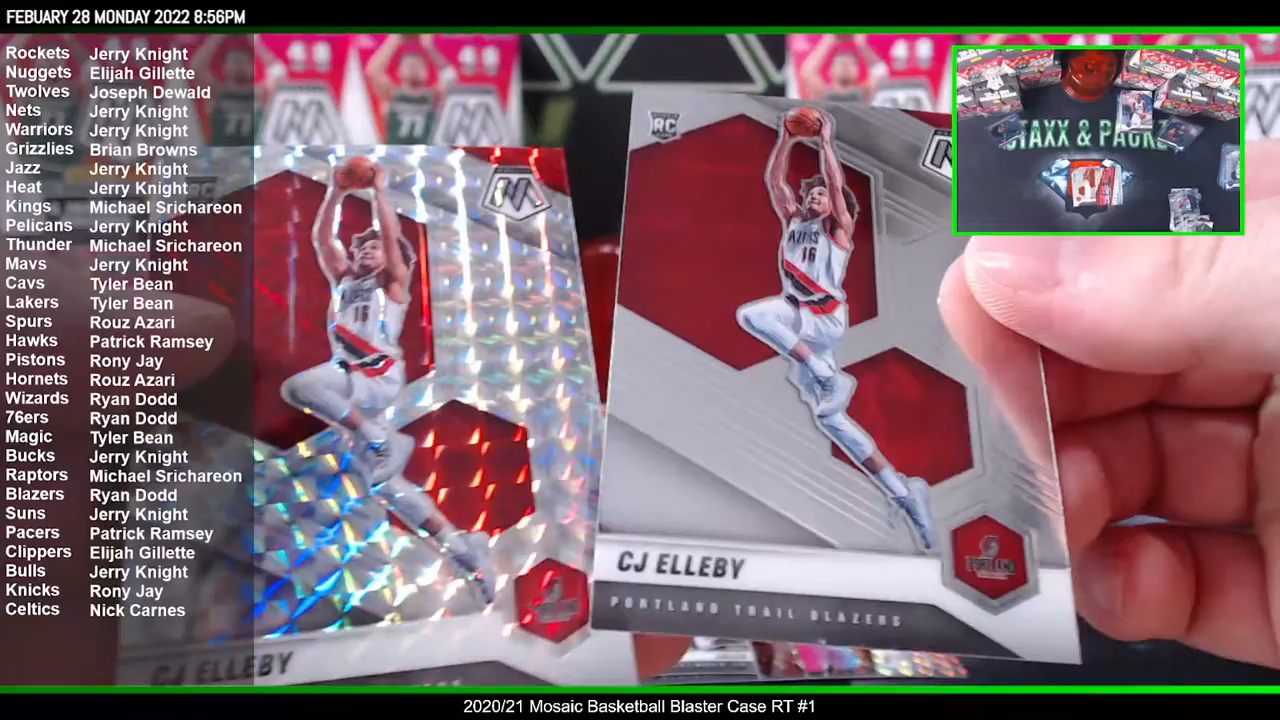 FEBUARY 28 MONDAY 2022 8:56PM
Rockets Jerry Knight
Nuggets Elijah Gillette
Twolves Joseph Dewald
Nets Jerry Knight
Warriors Jerry Knight
Grizzlies Brian Browns
Jazz Jerry Knight
Heat Jerry Knight
Kings Michael Srichareon
Pelicans Jerry Knight
Thunder Michael Srichareon
Mavs Jerry Knight
Cavs Tyler Bean
Lakers Tyler Bean
Spurs Rouz Azari
Hawks Patrick Ramsey
Pistons Rony Jay
Hornets Rouz Azari
Wizards Ryan Dodd
76ers Ryan Dodd
Magic Tyler Bean
Bucks Jerry Knight
Raptors Michael Srichareon
Blazers Ryan Dodd
Suns Jerry Knight
Pacers Patrick Ramsey
Clippers Elijah Gillette
Bulls Jerry Knight
Knicks Rony Jay
Celtics Nick Carnes
16
CJ ELLEBY
RC
AZERS
16
CJ ELLEBY
PORTLAND TRAIL BLAZERS
TAXX & PACK
2020/21 Mosaic Basketball Blaster Case RT #1